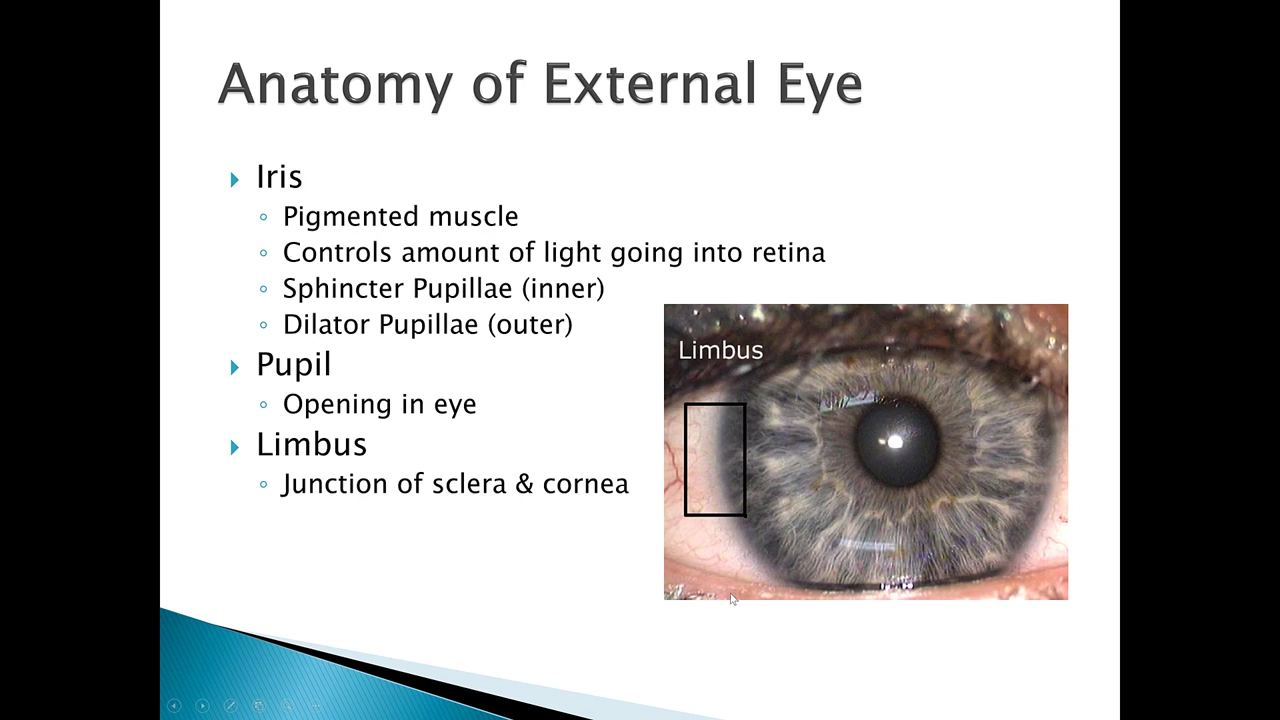 Anatomy of External Eye
Iris
Pigmented muscle
Controls amount of light going into retina
Sphincter Pupillae (inner)
Dilator Pupillae (outer)
Pupil
Opening in eye
Limbus
Junction of sclera & cornea
Limbus